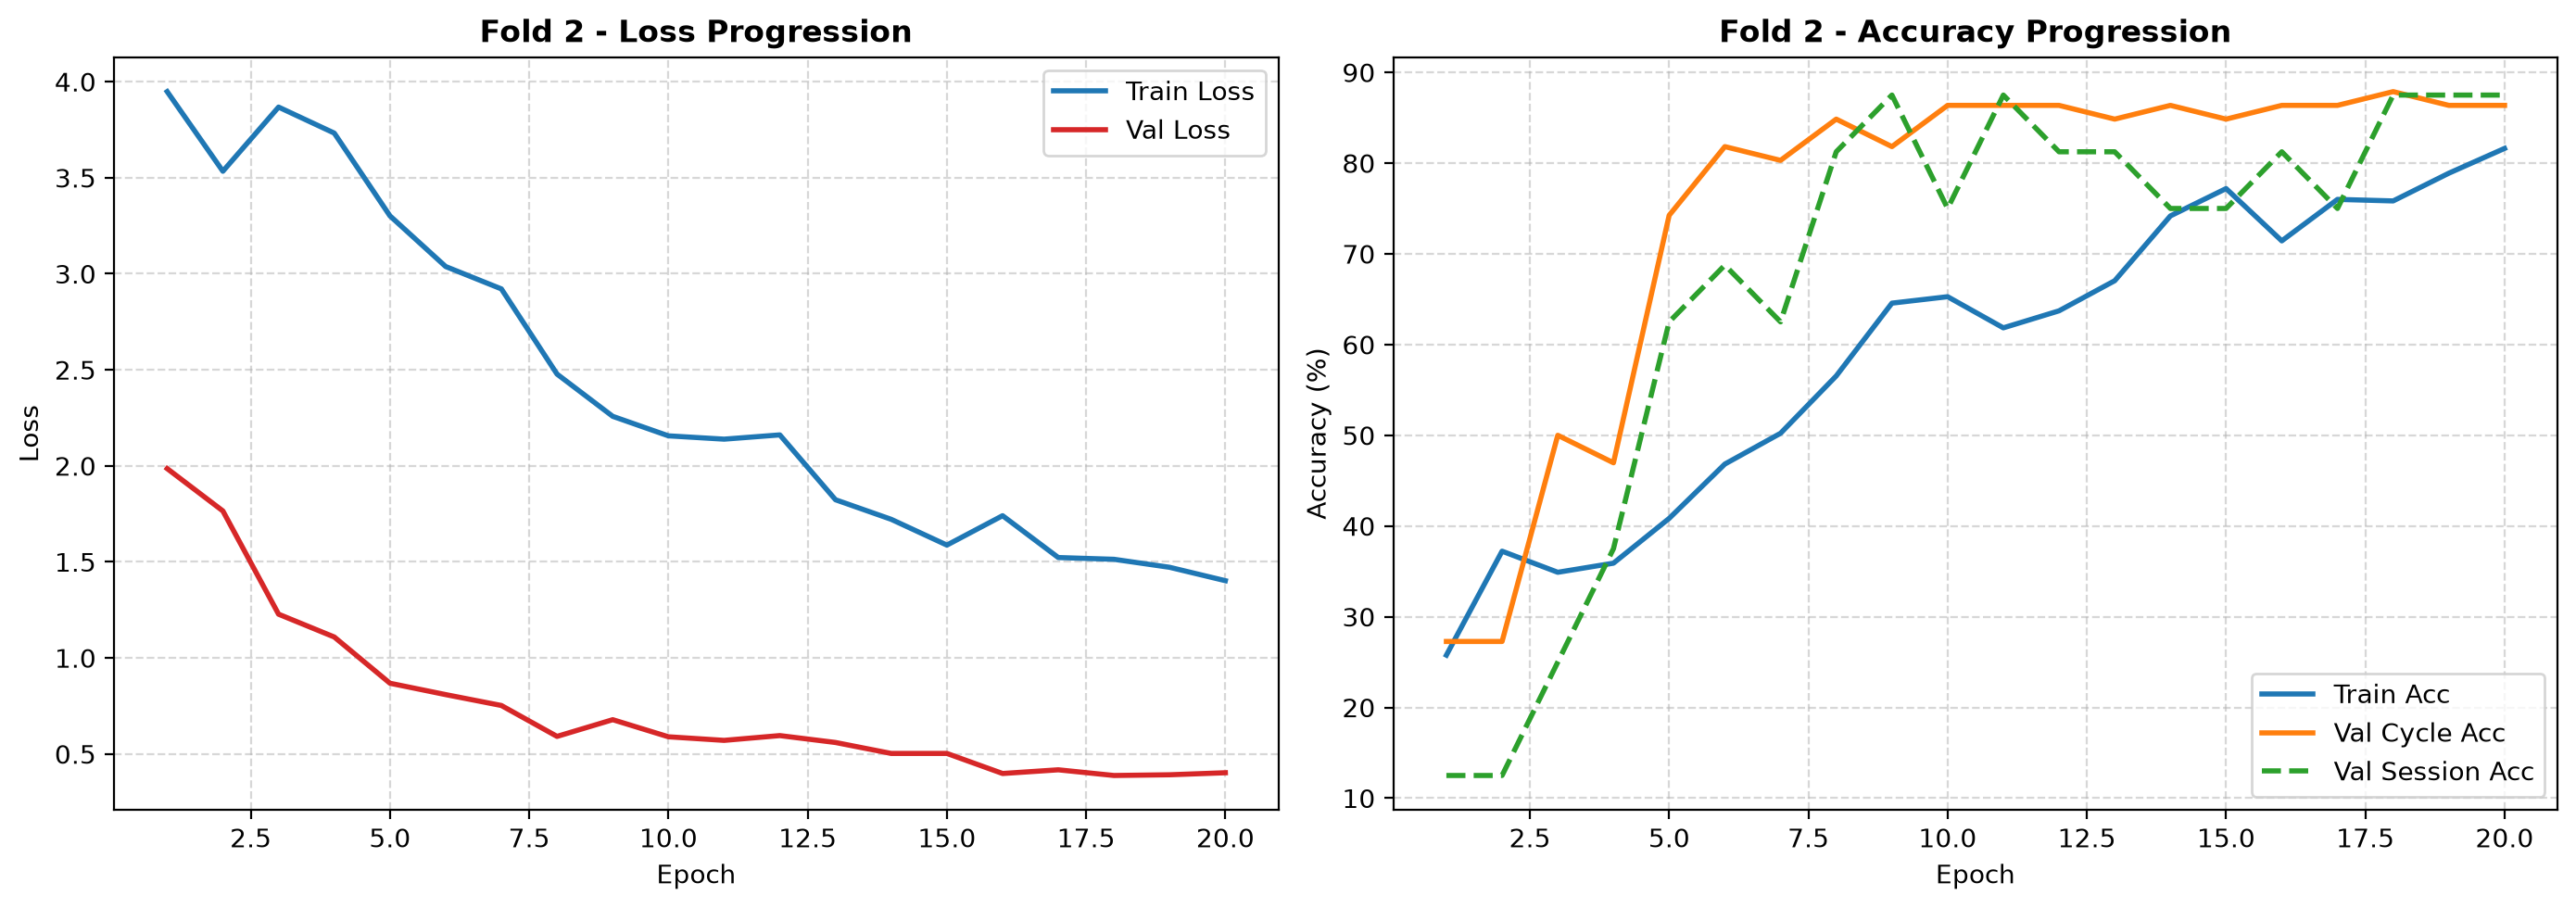 Fold 2 - Loss Progression
4.0
3.5
3.0
2.5
2.0
1.5
1.0
0.5
Loss
2.5 5.0 7.5 10.0 12.5 15.0 17.5 20.0
Epoch
Train Loss
Val Loss
Fold 2 - Accuracy Progression
90
80
70
60
50
40
30
20
10
Accuracy (%)
2.5 5.0 7.5 10.0 12.5 15.0 17.5 20.0
Epoch
Train Acc
Val Cycle Acc
Val Session Acc